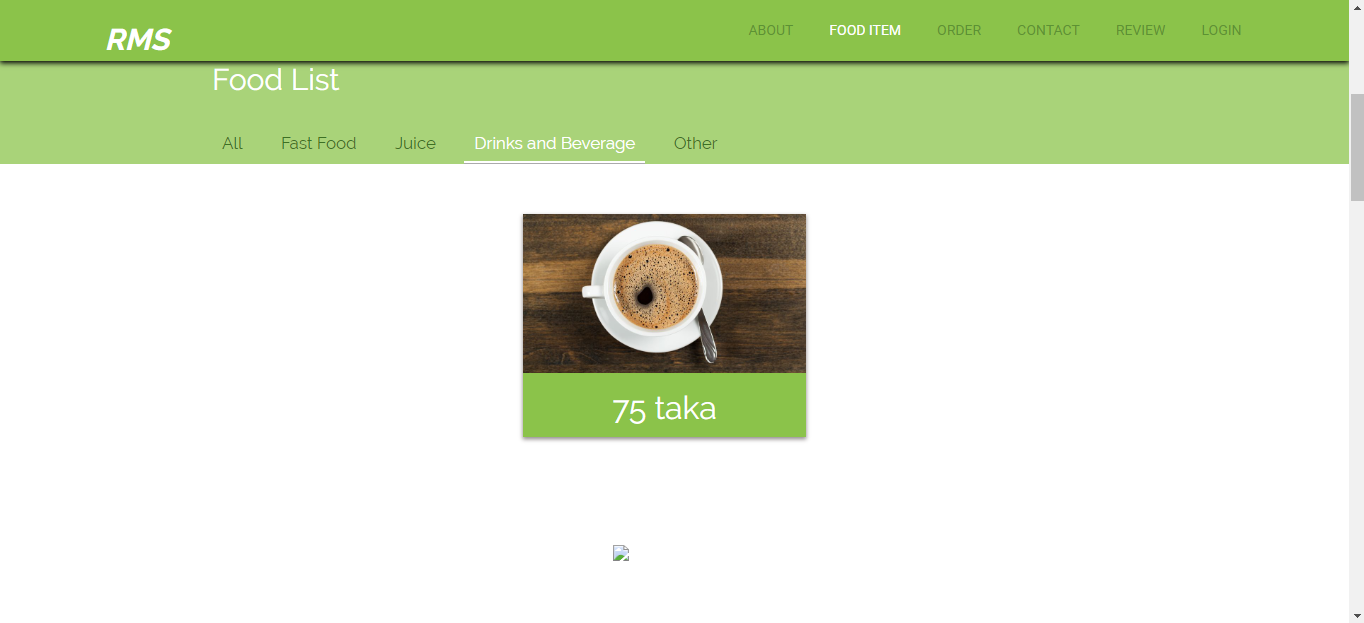 RMS
ABOUT FOOD ITEM ORDER CONTACT REVIEW LOGIN
Food List
All Fast Food Juice Drinks and Beverage Other
75 taka